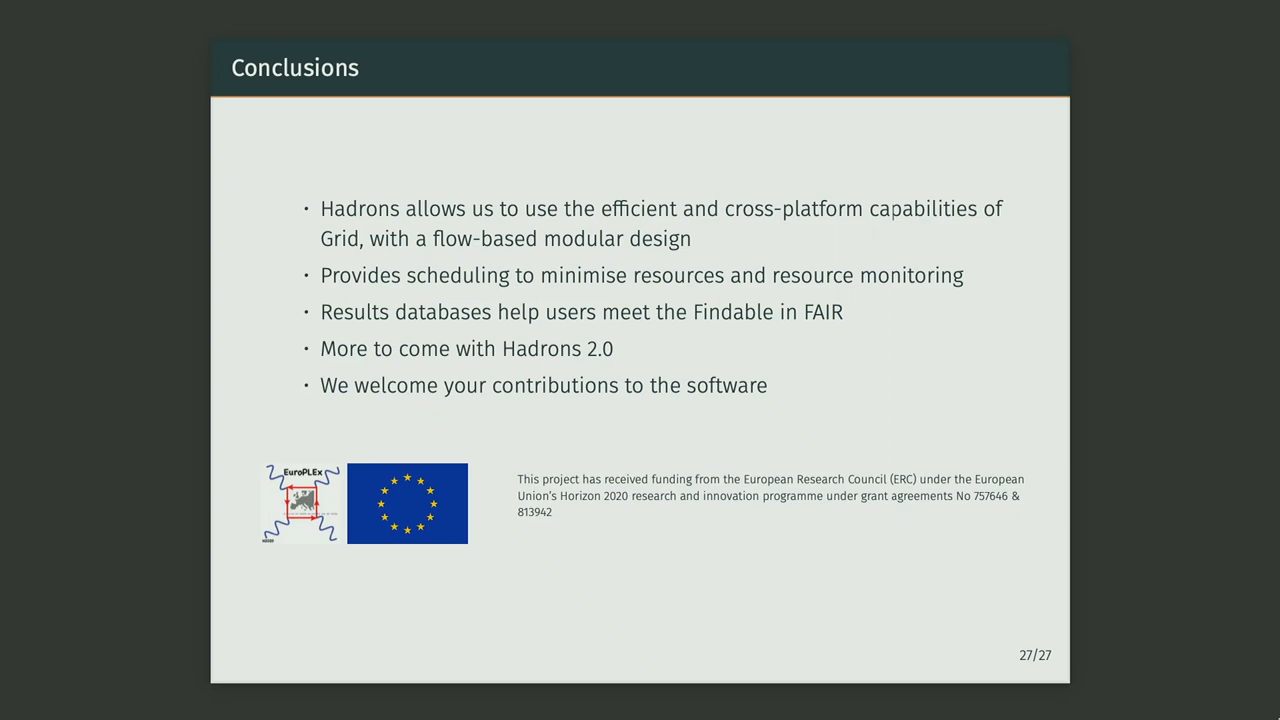 Conclusions
• Hadrons allows us to use the efficient and cross-platform capabilities of
Grid, with a flow-based modular design
• Provides scheduling to minimise resources and resource monitoring
• Results databases help users meet the Findable in FAIR
• More to come with Hadrons 2.0
• We welcome your contributions to the software
EuroPLEx
This project has received funding from the European Research Council (ERC) under the European
Union's Horizon 2020 research and innovation programme under grant agreements No 757646 &
813942
27/27